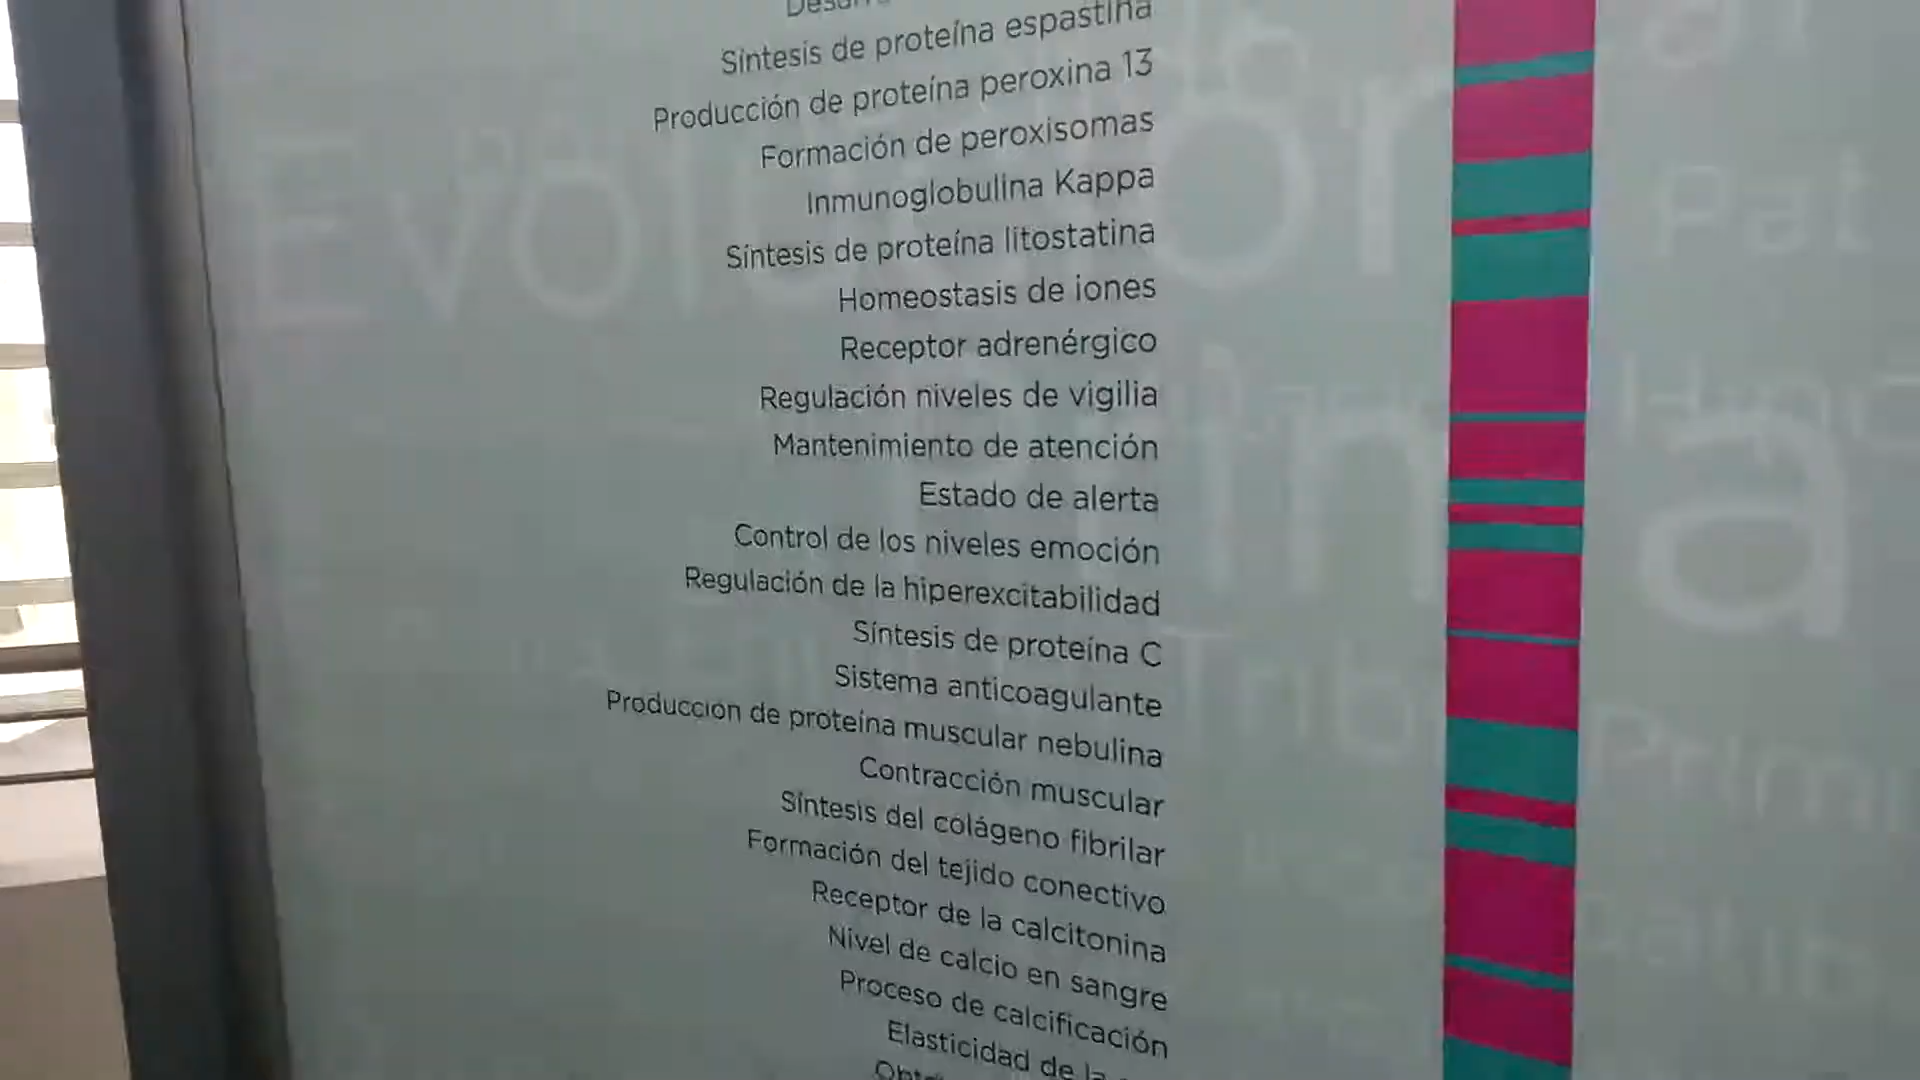 Síntesis de proteína espastina
Producción de proteína peroxina 13
Formación de peroxisomas
Inmunoglobulina Kappa
Síntesis de proteína litostatina
Homeostasis de iones
Receptor adrenérgico
Regulación niveles de vigilia
Mantenimiento de atención
Estado de alerta
Control de los niveles emoción
Regulación de la hiperexcitabilidad
Síntesis de proteína C
Sistema anticoagulante
Producción de proteína muscular nebulina
Contracción muscular
Síntesis del colágeno fibrilar
Formación del tejido conectivo
Receptor de la calcitonina
Nivel de calcio en sangre
Proceso de calcificación
Elasticidad de la
Evolución